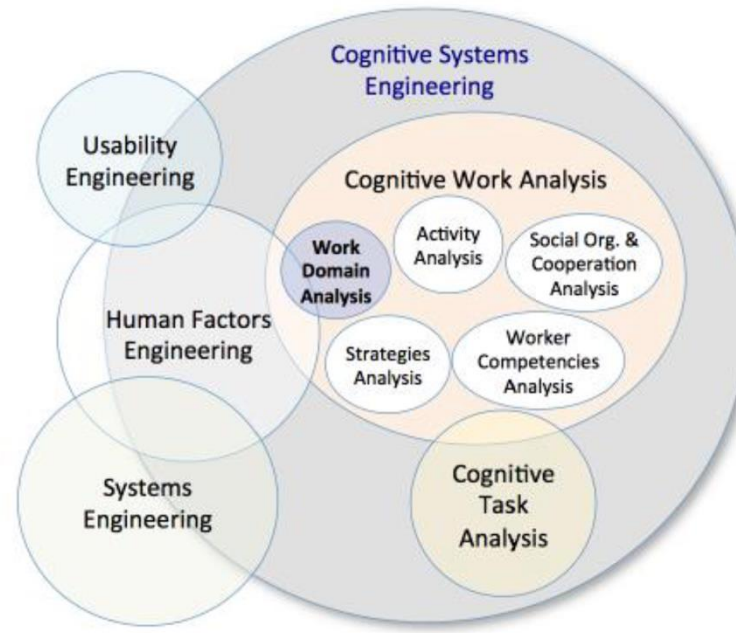 Cognitive Systems
Engineering
Usability
Engineering
Cognitive Work Analysis
Work
Domain
Analysis
Activity
Analysis
Social Org. &
Cooperation
Analysis
Human Factors
Engineering
Strategies
Analysis
Worker
Competencies
Analysis
Systems
Engineering
Cognitive
Task
Analysis